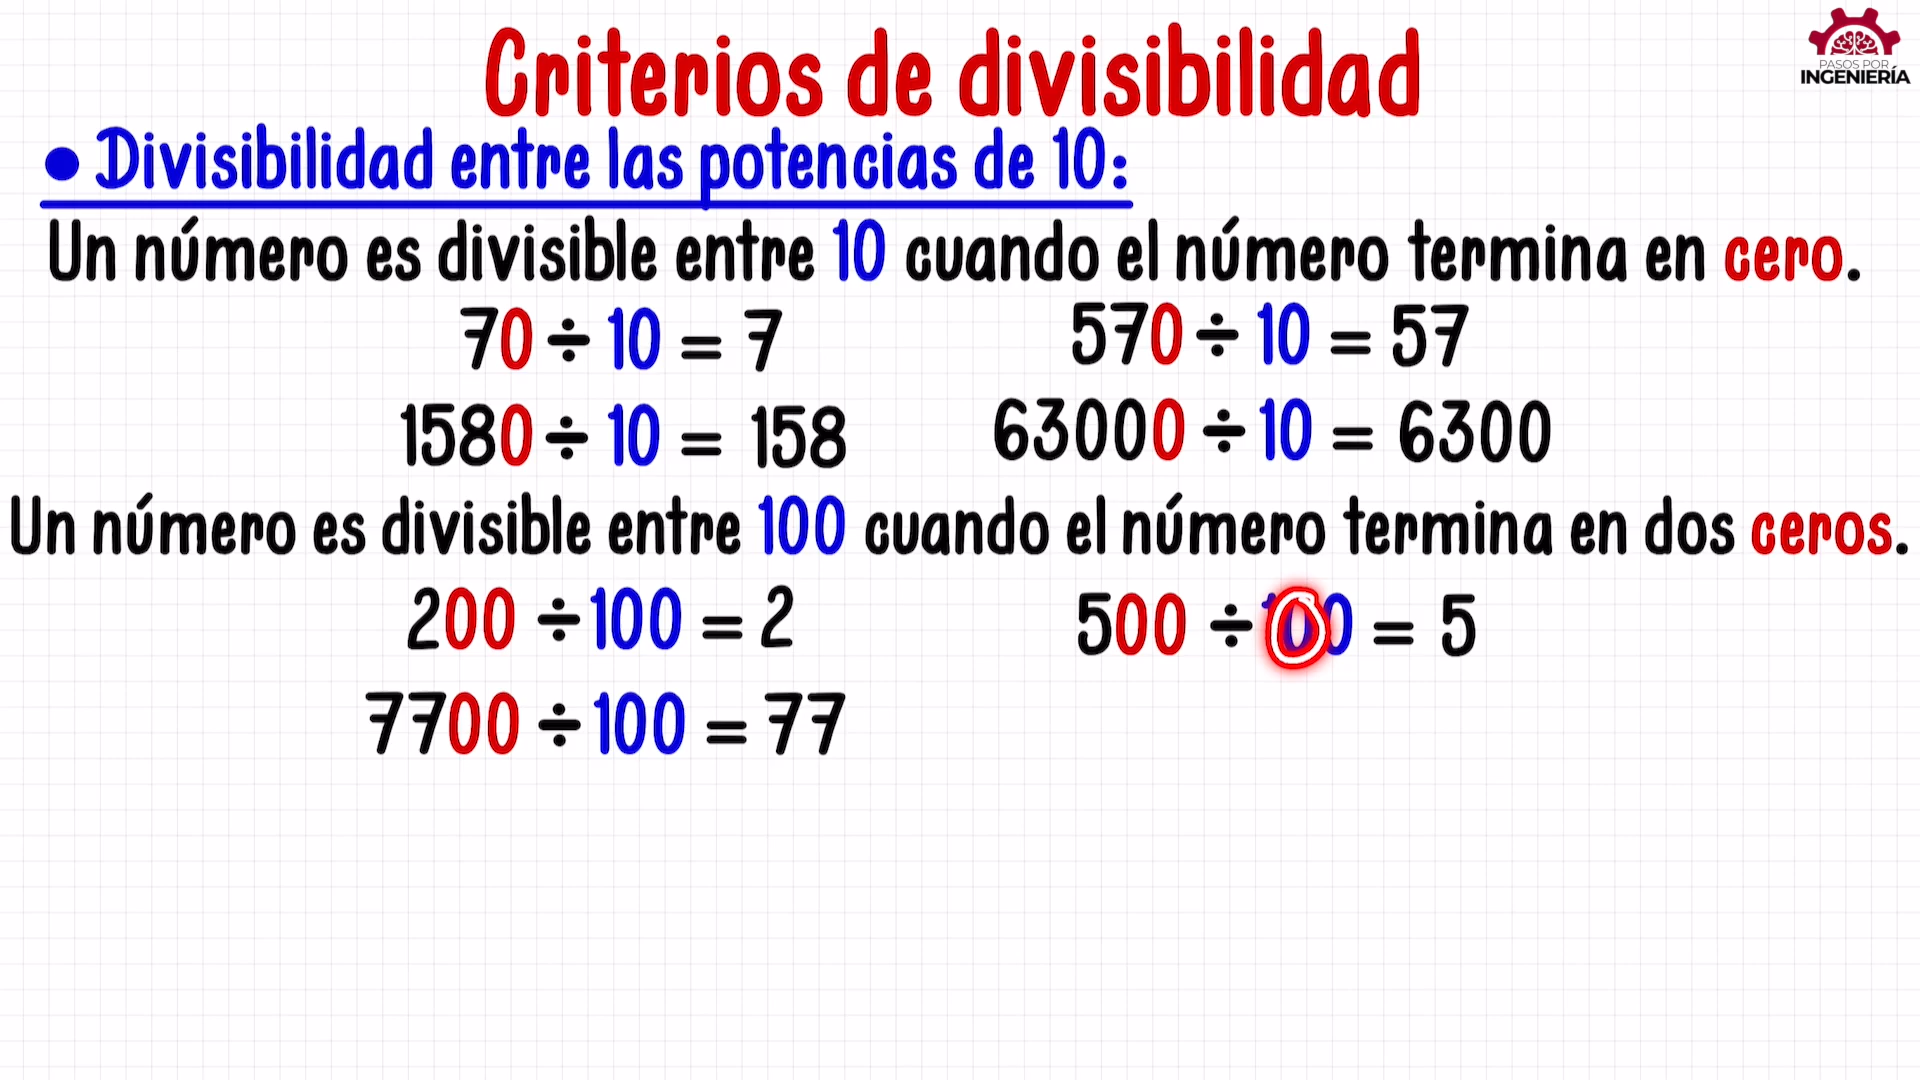 PASOS POR
INGENIERÍA
Criterios de divisibilidad
• Divisibilidad entre las potencias de 10:
Un número es divisible entre 10 cuando el número termina en cero.
70 ÷ 10 = 7
570 ÷ 10 = 57
1580 ÷ 10 = 158
63000 ÷ 10 = 6300
Un número es divisible entre 100 cuando el número termina en dos ceros.
200 ÷ 100 = 2
500 ÷ 100 = 5
7700 ÷ 100 = 77